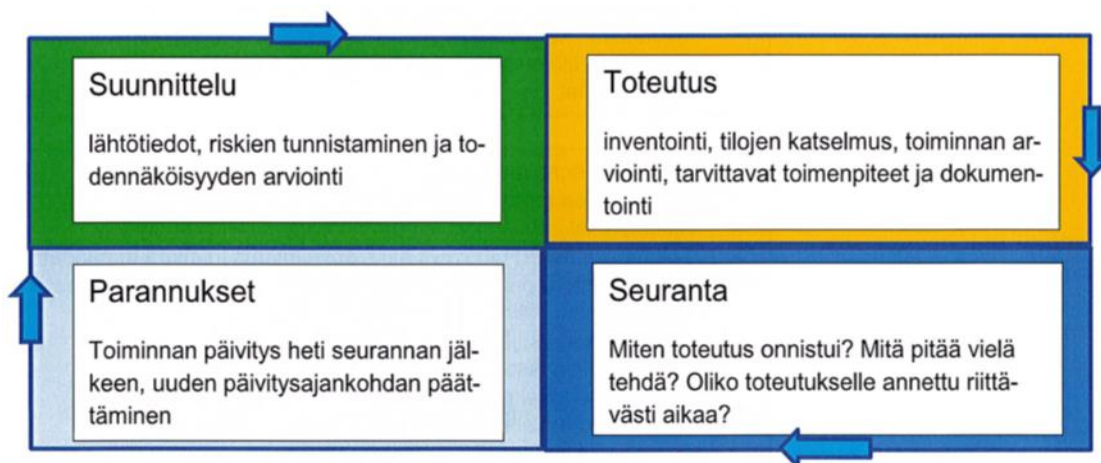 Suunnittelu
lähtötiedot, riskien tunnistaminen ja to-
dennäköisyyden arviointi
Toteutus
inventointi, tilojen katselmus, toiminnan ar-
viointi, tarvittavat toimenpiteet ja dokumen-
tointi
Parannukset
Toiminnan päivitys heti seurannan jäl-
keen, uuden päivitysajankohdan päät-
täminen
Seuranta
Miten toteutus onnistui? Mitä pitää vielä
tehdä? Oliko toteutukselle annettu riittä-
västi aikaa?